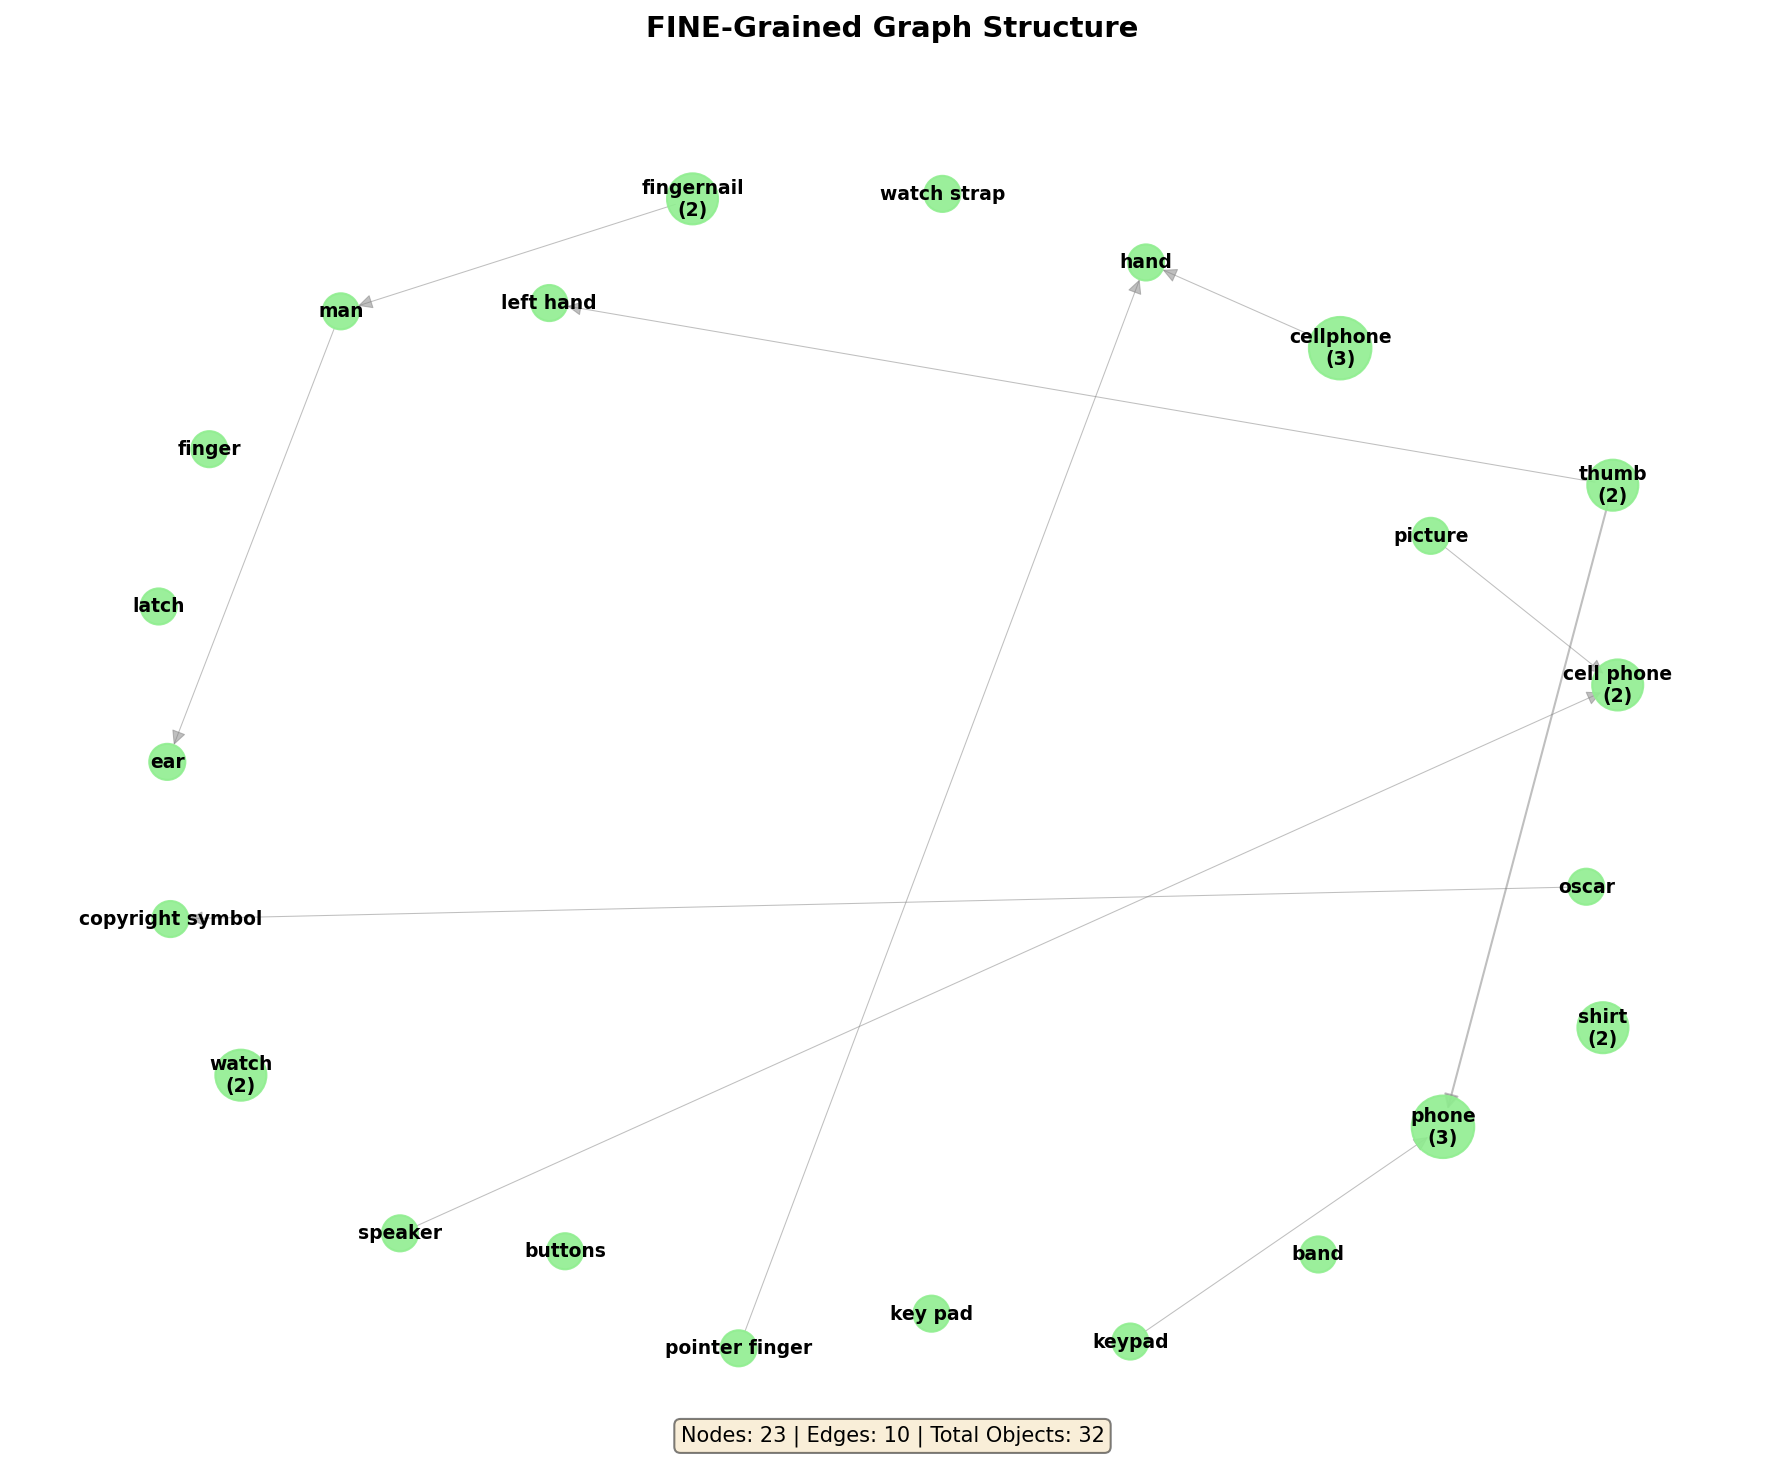 FINE-Grained Graph Structure
fingernail
(2)
watch strap
hand
left hand
man
cellphone
(3)
finger
thumb
(2)
picture
latch
cell phone
(2)
ear
oscar
copyright symbol
shirt
(2)
watch
(2)
phone
(3)
speaker
buttons
band
key pad
keypad
pointer finger
Nodes: 23 | Edges: 10 | Total Objects: 32